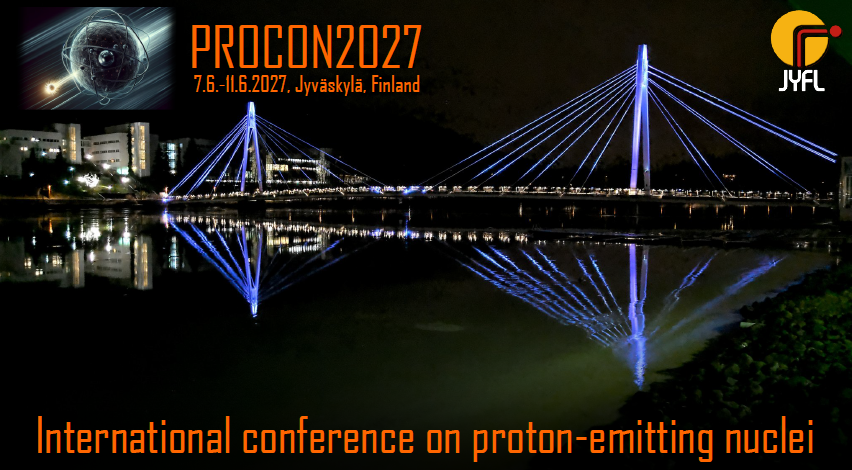 PROCON2027
7.6.-11.6.2027, Jyväskylä, Finland
JYFL
International conference on proton-emitting nuclei